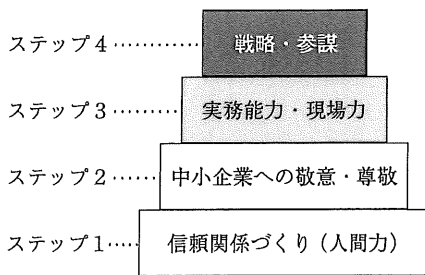 ステップ4………… 戦略・参謀
ステップ3……… 実務能力・現場力
ステップ2…… 中小企業への敬意・尊敬
ステップ1…… 信頼関係づくり(人間力)